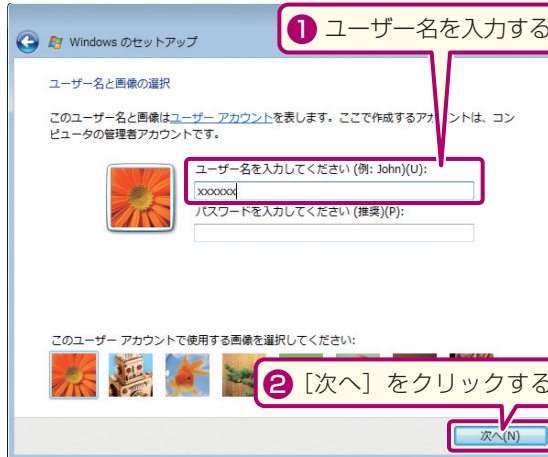 ❶ ユーザー名を入力する
Windows のセットアップ
ユーザー名と画像の選択
このユーザー名と画像はユーザー アカウントを表します。ここで作成するアカウントは、コン
ピュータの管理者アカウントです。
ユーザー名を入力してください (例: John)(U):
xxxxxx
パスワードを入力してください (推奨)(P):
このユーザー アカウントで使用する画像を選択してください:
❷ ［次へ］をクリックする
次へ(N)